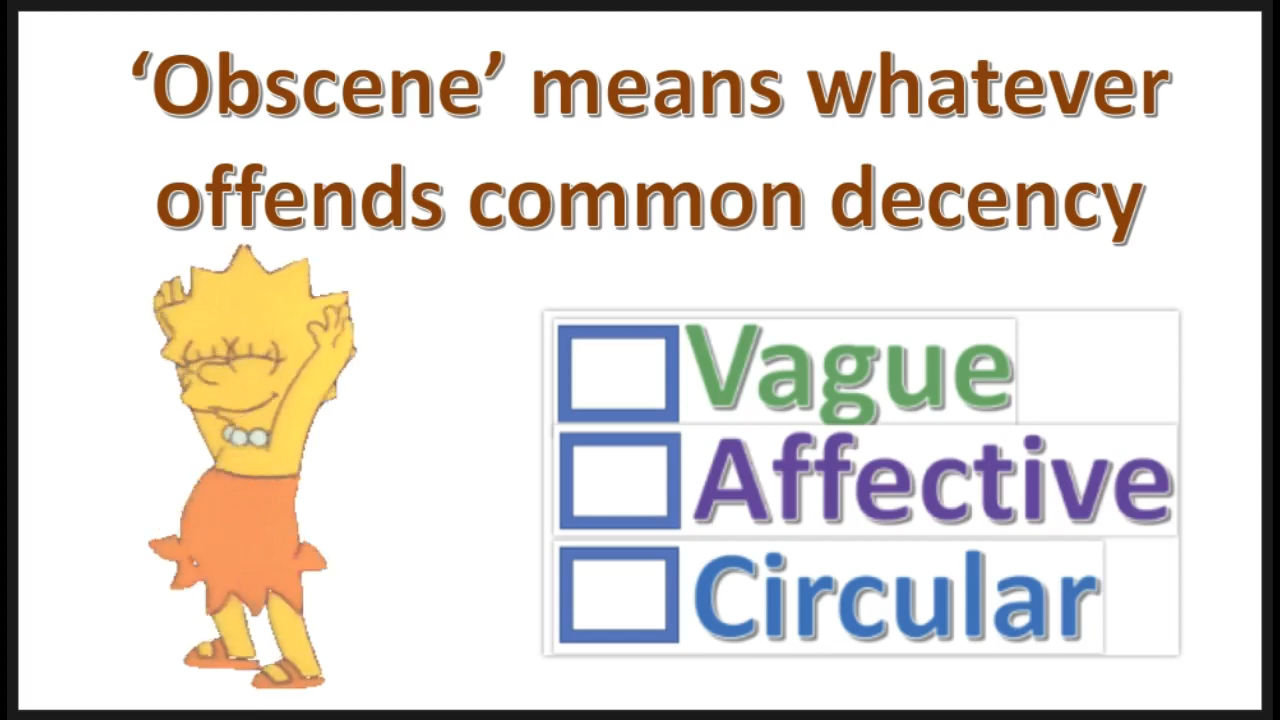 ‘Obscene’ means whatever
offends common decency
Vague
Affective
Circular